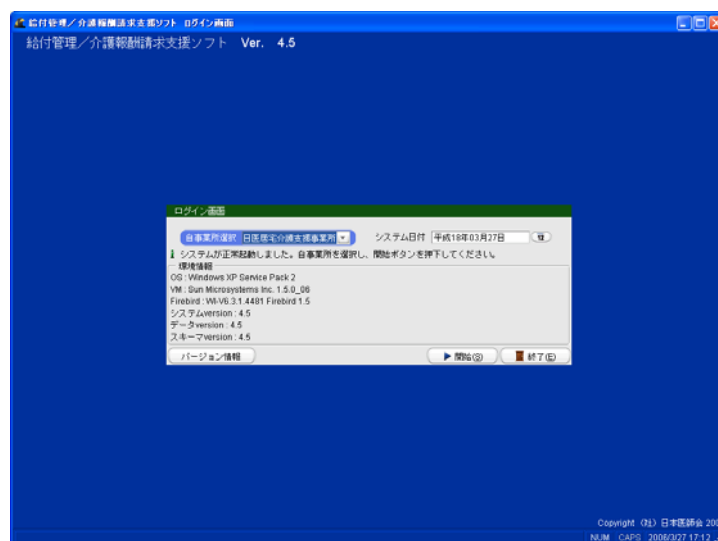 給付管理/介護報酬請求支援ソフト ログイン画面
給付管理/介護報酬請求支援ソフト Ver. 4.5
ログイン画面
自事業所選択 日医居宅介護支援事業所 システム日付 平成18年03月27日
システムが正常起動しました。自事業所を選択し、開始ボタンを押下してください。
環境情報
OS : Windows XP Service Pack 2
VM : Sun Microsystems Inc. 1.5.0_06
Firebird : WI-V6.3.1.4481 Firebird 1.5
システムversion : 4.5
データversion : 4.5
スキーマversion : 4.5
バージョン情報 開始(S) 終了(E)
Copyright (社) 日本医師会 200
NUM CAPS 2006/3/27 17:12